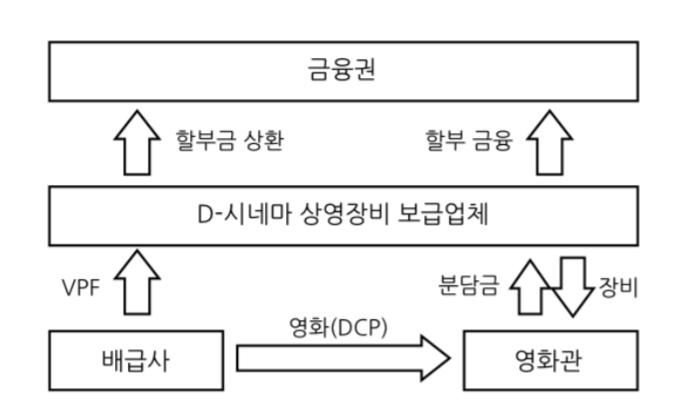 금융권
할부금 상환
할부 금융
D-시네마 상영장비 보급업체
VPF
분담금
장비
영화(DCP)
배급사
영화관